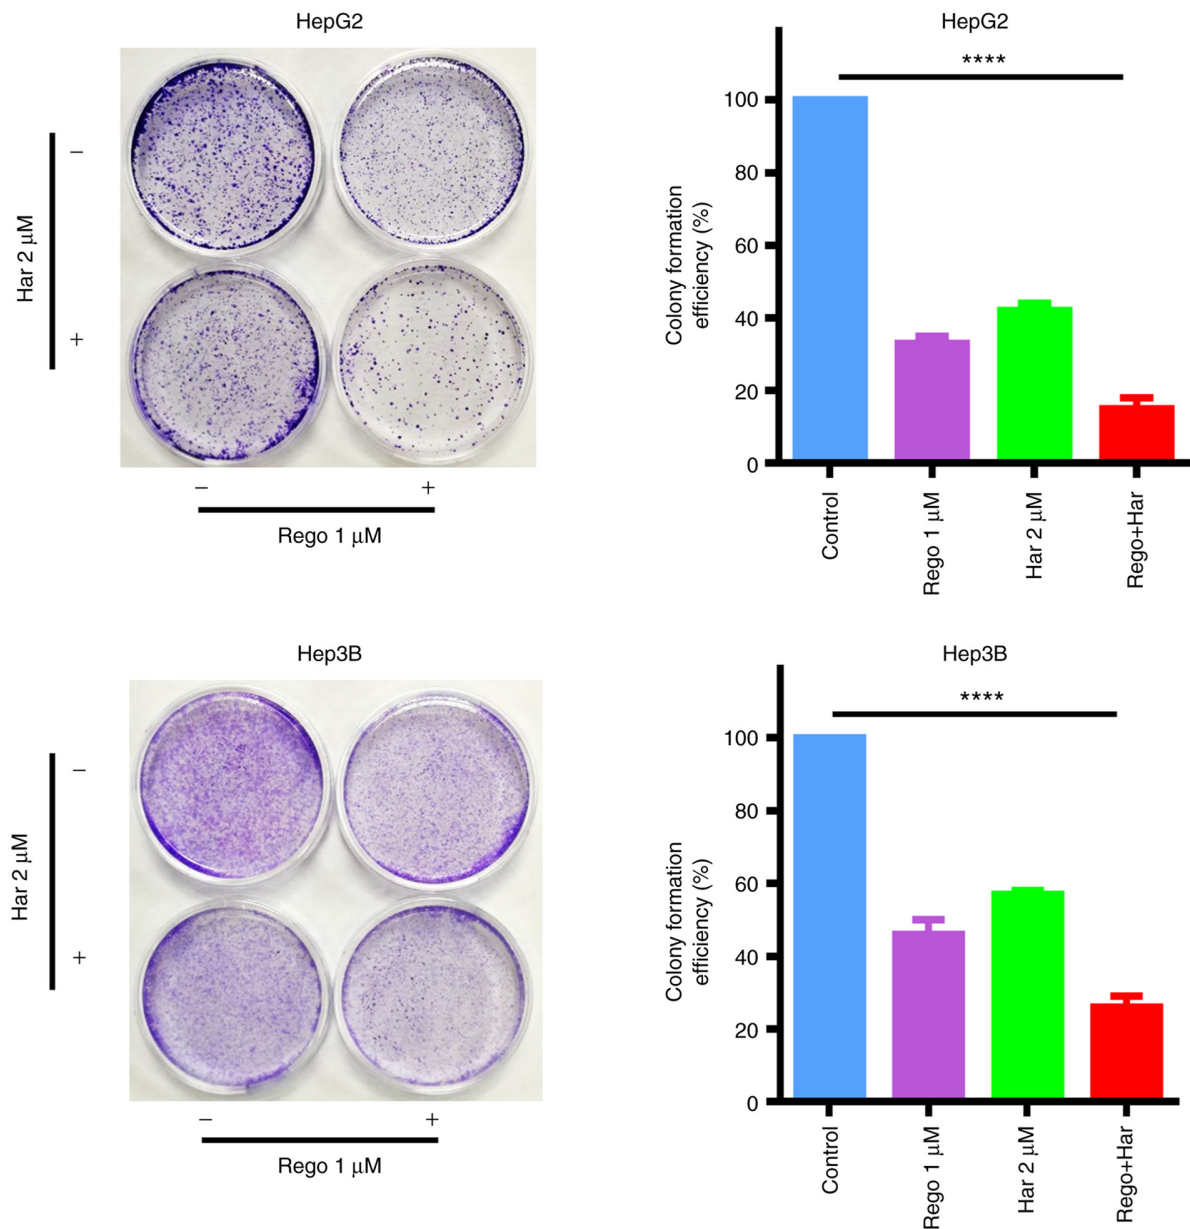 HepG2
Har 2 μM
−
+
−
+
Rego 1 μM
HepG2
****
Colony formation
efficiency (%)
100
80
60
40
20
0
Control
Rego 1 μM
Har 2 μM
Rego+Har
Hep3B
Har 2 μM
−
+
−
+
Rego 1 μM
Hep3B
****
Colony formation
efficiency (%)
100
80
60
40
20
0
Control
Rego 1 μM
Har 2 μM
Rego+Har